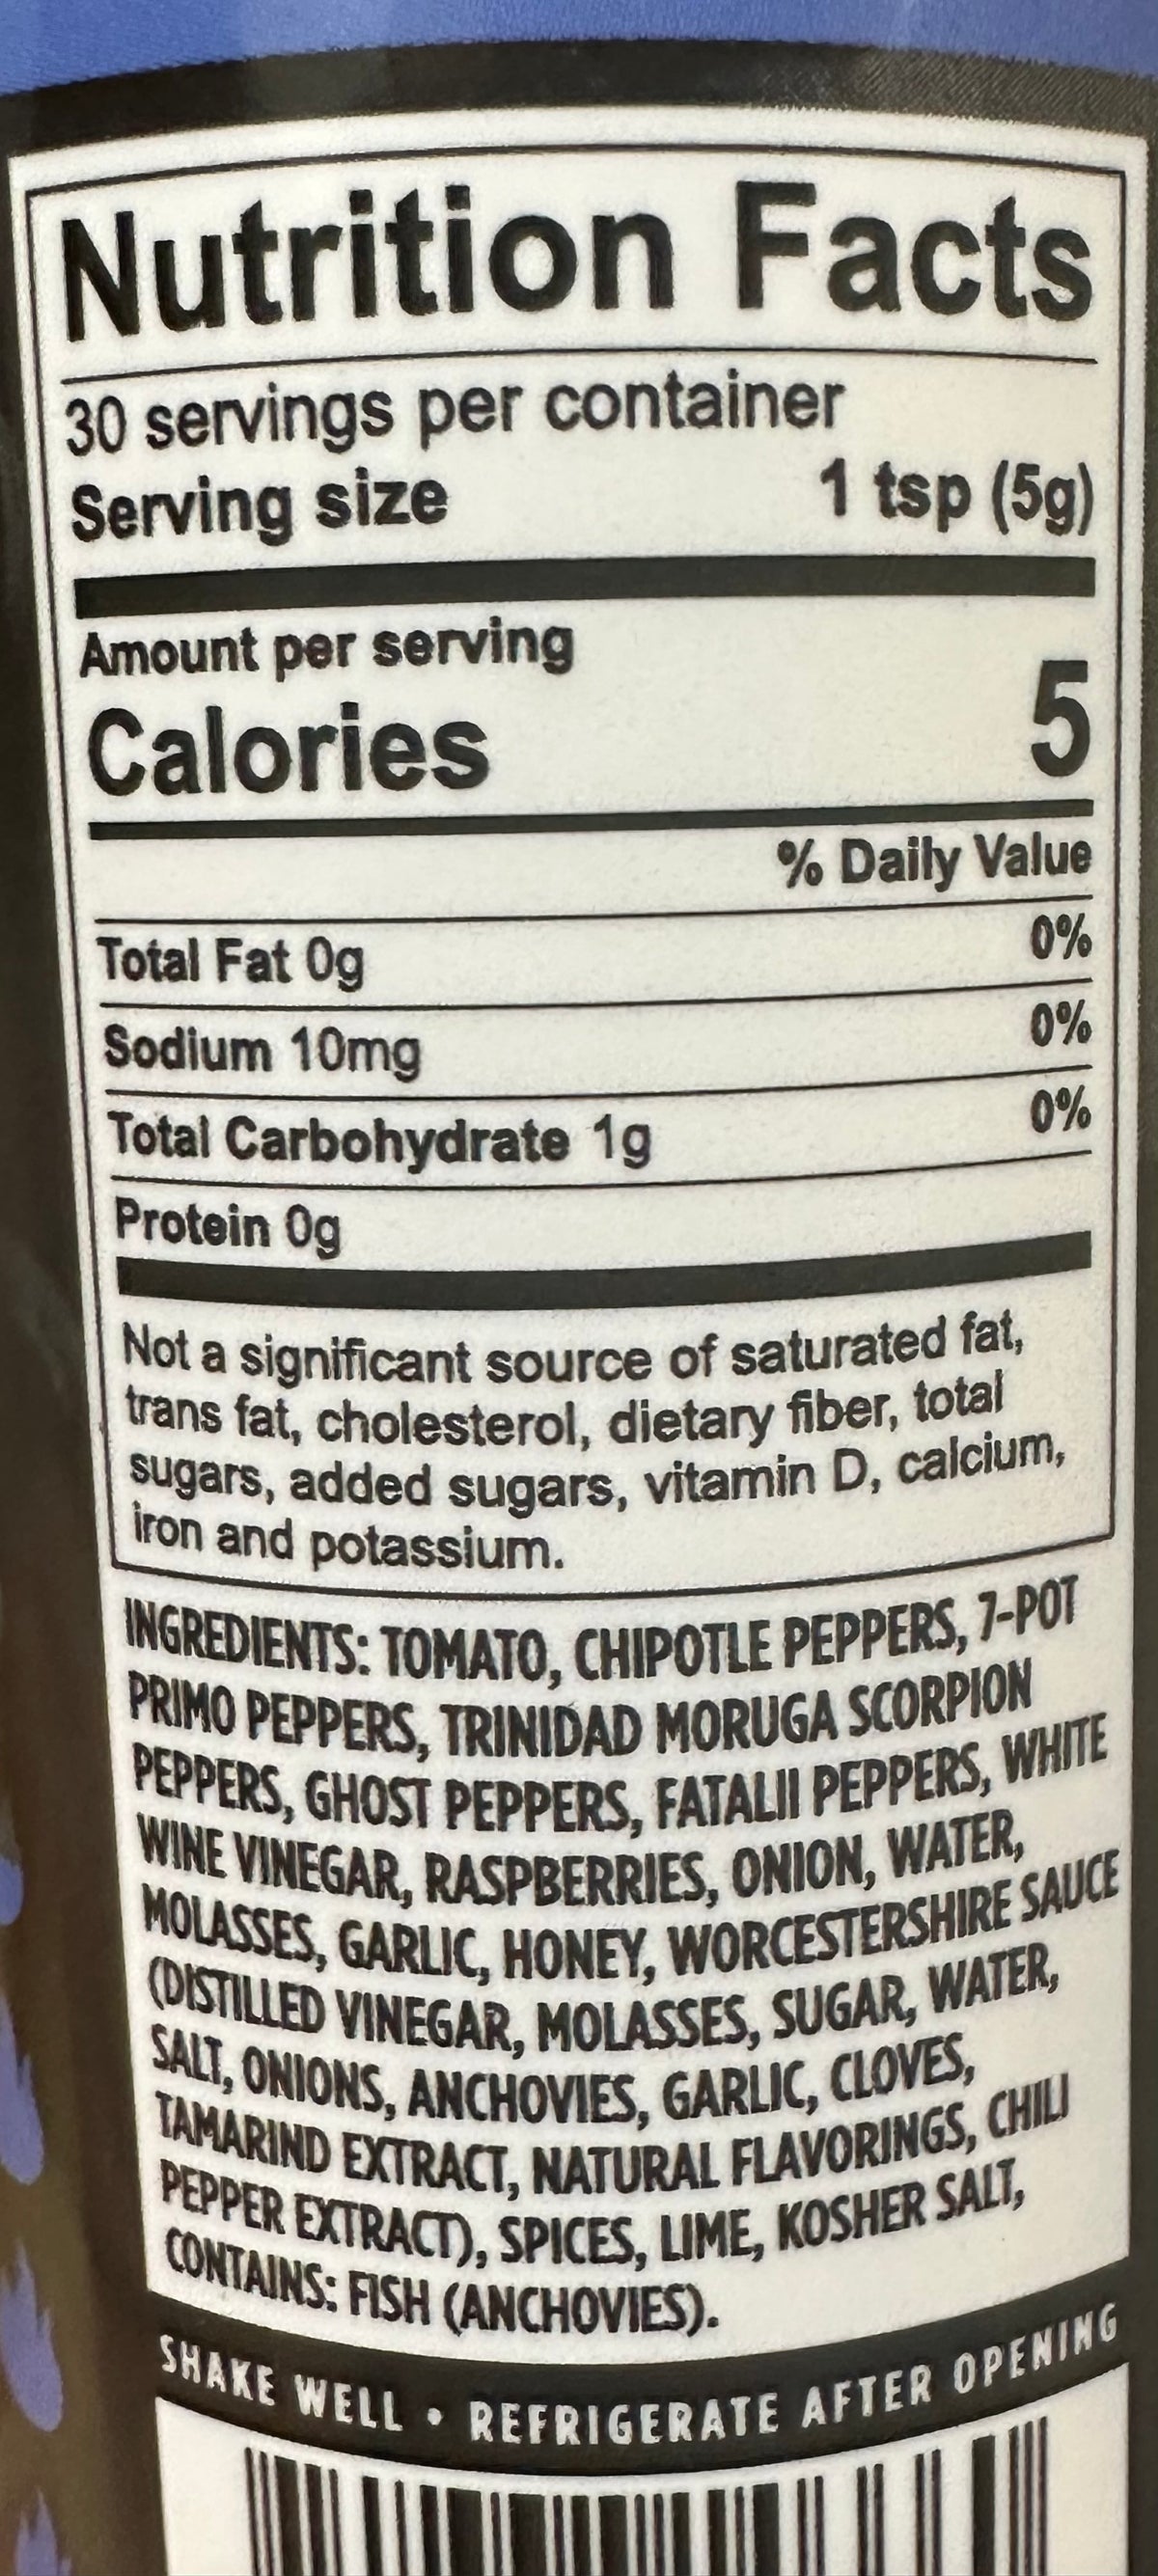 Nutrition Facts
30 servings per container
Serving size 1 tsp (5g)
Amount per serving
Calories 5
% Daily Value
Total Fat 0g 0%
Sodium 10mg 0%
Total Carbohydrate 1g 0%
Protein 0g
Not a significant source of saturated fat,
trans fat, cholesterol, dietary fiber, total
sugars, added sugars, vitamin D, calcium,
iron and potassium.
INGREDIENTS: TOMATO, CHIPOTLE PEPPERS, 7-POT
PRIMO PEPPERS, TRINIDAD MORUGA SCORPION
PEPPERS, GHOST PEPPERS, FATALII PEPPERS, WHITE
WINE VINEGAR, RASPBERRIES, ONION, WATER,
MOLASSES, GARLIC, HONEY, WORCESTERSHIRE SAUCE
(DISTILLED VINEGAR, MOLASSES, SUGAR, WATER,
SALT, ONIONS, ANCHOVIES, GARLIC, CLOVES,
TAMARIND EXTRACT, NATURAL FLAVORINGS, CHILI
PEPPER EXTRACT), SPICES, LIME, KOSHER SALT,
CONTAINS: FISH (ANCHOVIES).
SHAKE WELL • REFRIGERATE AFTER OPENING